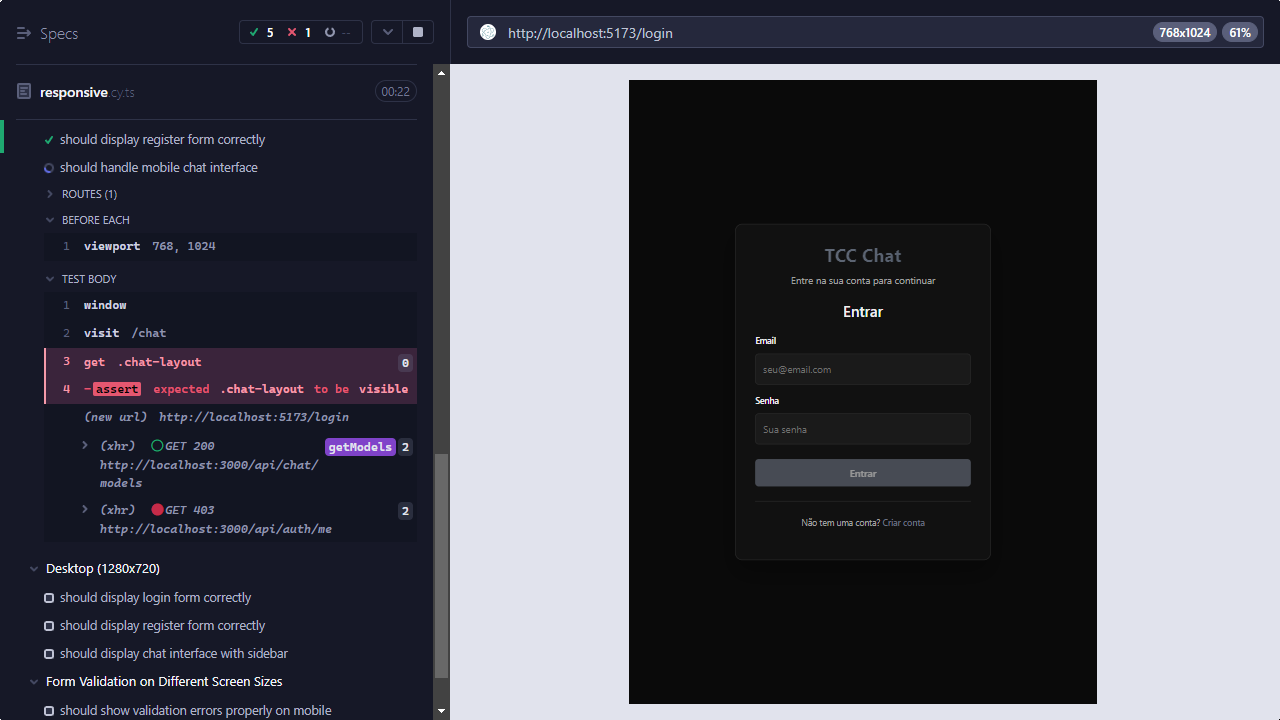 Specs
5
1
--
responsive.cy.ts
00:22
should display register form correctly
should handle mobile chat interface
ROUTES (1)
BEFORE EACH
1 viewport 768, 1024
TEST BODY
1 window
2 visit /chat
3 get .chat-layout 0
4 -assert expected .chat-layout to be visible
(new url) http://localhost:5173/login
(xhr) GET 200 getModels 2
http://localhost:3000/api/chat/
models
(xhr) GET 403 2
http://localhost:3000/api/auth/me
Desktop (1280x720)
should display login form correctly
should display register form correctly
should display chat interface with sidebar
Form Validation on Different Screen Sizes
should show validation errors properly on mobile
http://localhost:5173/login
768x1024
61%
TCC Chat
Entre na sua conta para continuar
Entrar
Email
seu@email.com
Senha
Sua senha
Entrar
Não tem uma conta? Criar conta